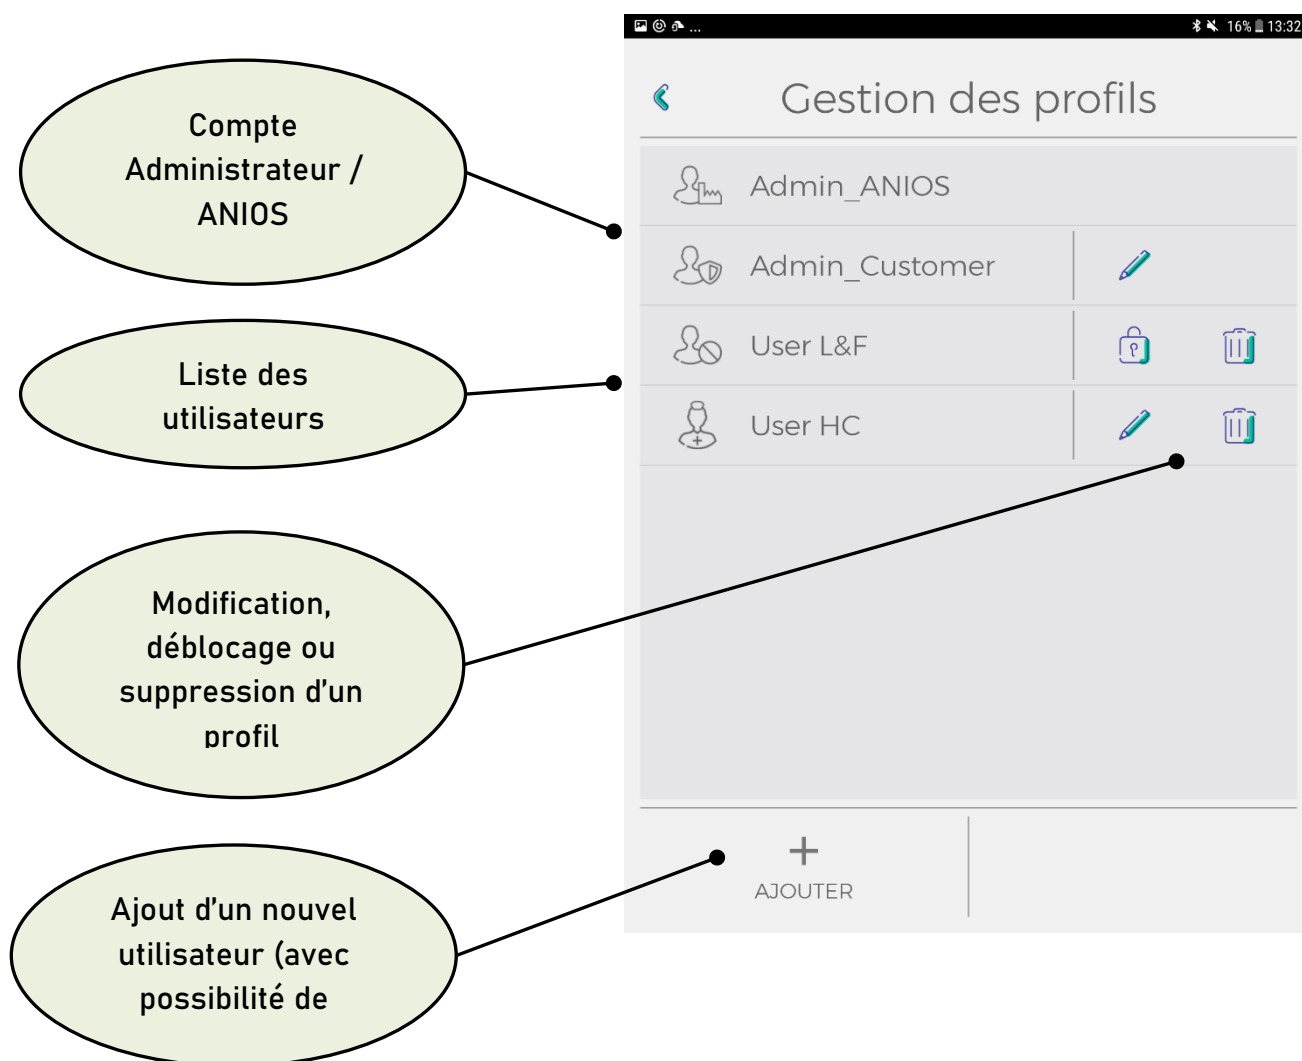 ... 16% 13:32
Gestion des profils
Compte
Administrateur /
ANIOS
Admin_ANIOS
Admin_Customer
Liste des
utilisateurs
User L&F
User HC
Modification,
déblocage ou
suppression d’un
profil
AJOUTER
Ajout d’un nouvel
utilisateur (avec
possibilité de